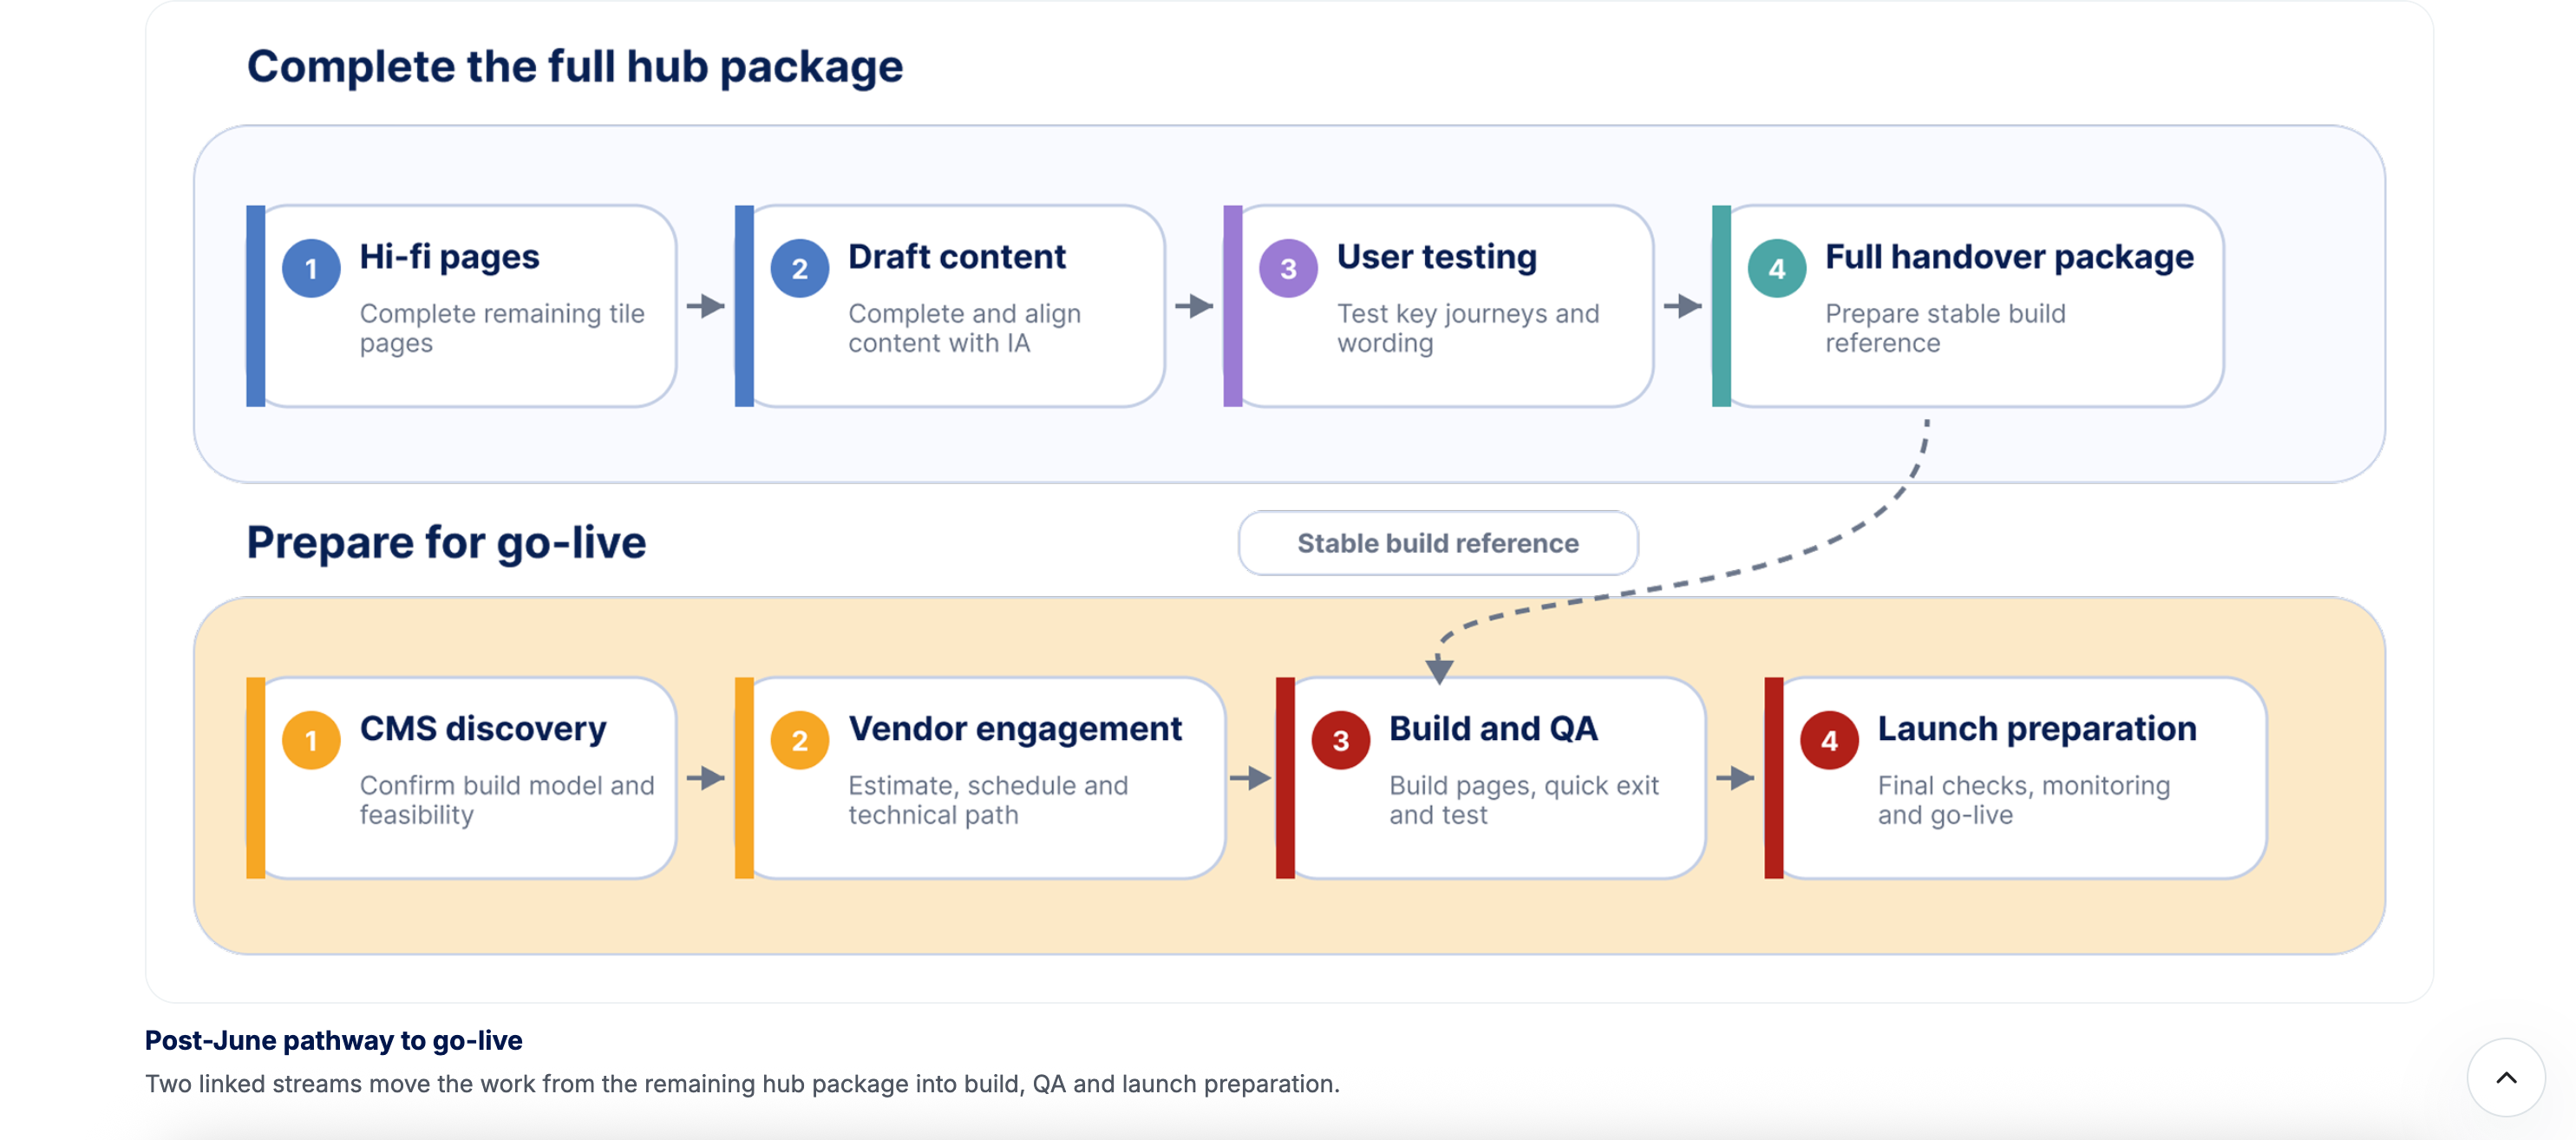 Complete the full hub package
1
Hi-fi pages
Complete remaining tile
pages
2
Draft content
Complete and align
content with IA
3
User testing
Test key journeys and
wording
4
Full handover package
Prepare stable build
reference
Prepare for go-live
Stable build reference
1
CMS discovery
Confirm build model and
feasibility
2
Vendor engagement
Estimate, schedule and
technical path
3
Build and QA
Build pages, quick exit
and test
4
Launch preparation
Final checks, monitoring
and go-live
Post-June pathway to go-live
Two linked streams move the work from the remaining hub package into build, QA and launch preparation.